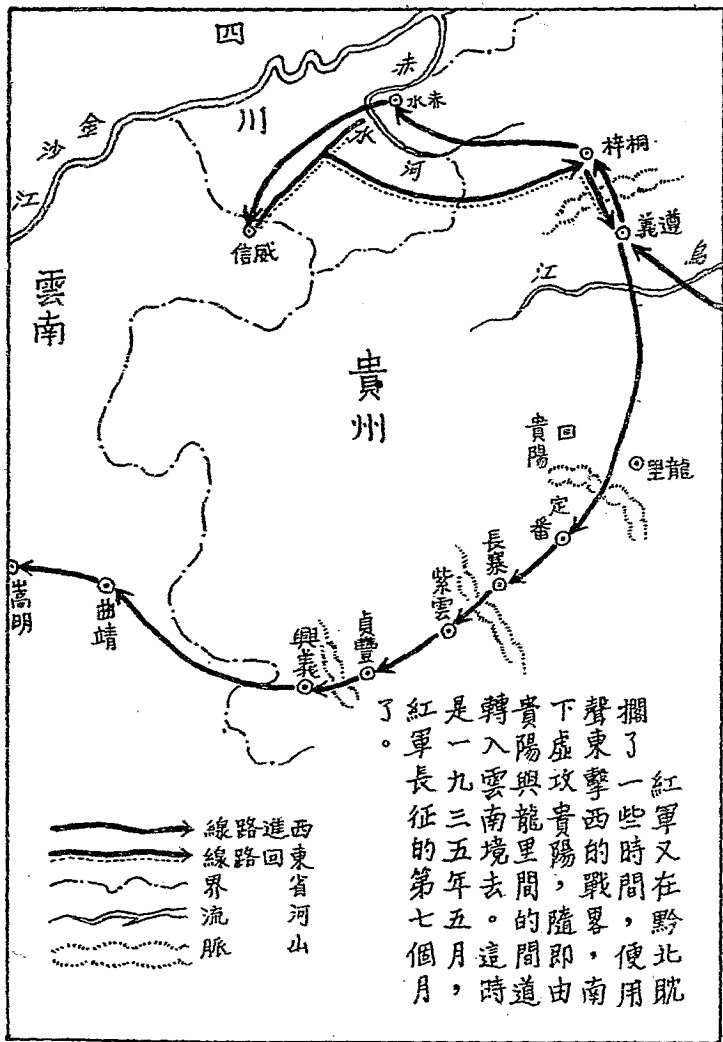 四川
金沙江
赤水河
赤水
桐梓
遵義
烏江
威信
雲南
貴州
貴陽
龍里
定番
長寨
紫雲
貞豐
興義
曲靖
嵩明
紅軍又在黔北耽
擱了一些時間，便用
聲東擊西的戰畧，南
下虛攻貴陽，隨即由
貴陽與龍里間的間道
轉入雲南境去。這時
是一九三五年五月，
紅軍長征的第七個月
了。
西進路線
東回路線
省界
河流
山脈